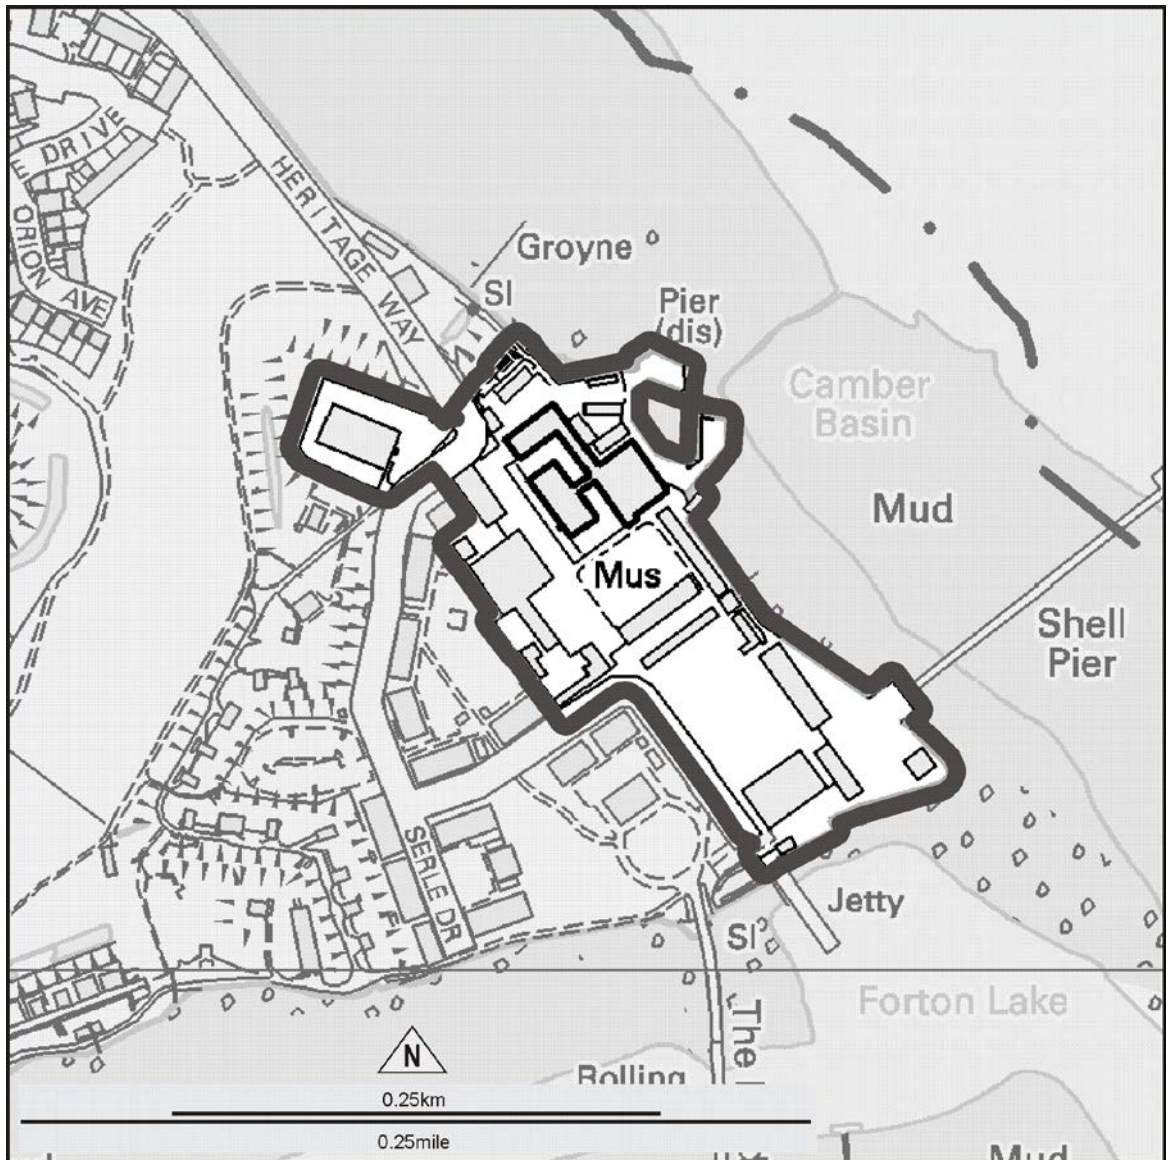 E DRIVE
ORION AVE
HERITAGE WAY
Groyne
Sl
Pier
(dis)
Camber
Basin
Mud
Mus
Shell
Pier
SERLE DR
Jetty
Sl
Forton Lake
The
N
Rolling
0.25km
0.25mile
Mud